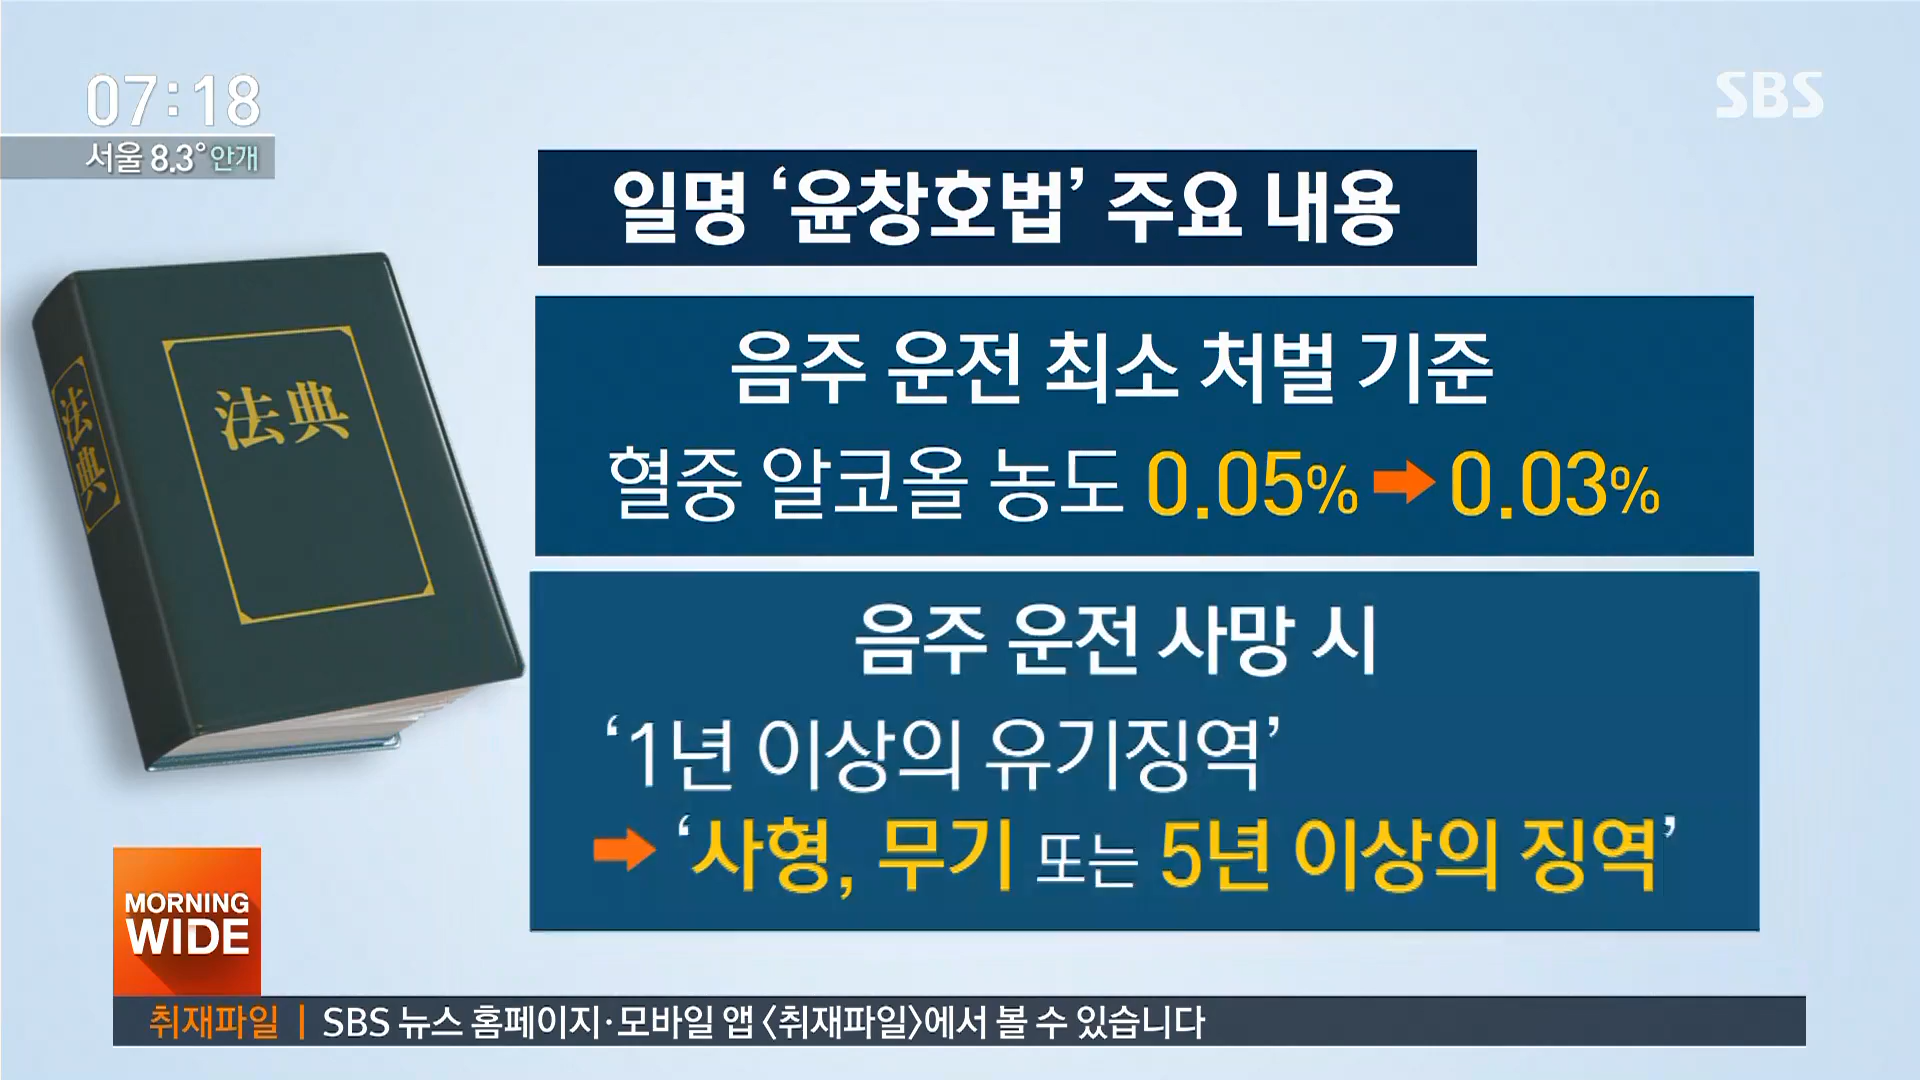 07:18
서울 8.3° 안개
SBS
일명 ‘윤창호법’ 주요 내용
음주 운전 최소 처벌 기준
혈중 알코올 농도 0.05% ➡ 0.03%
음주 운전 사망 시
‘1년 이상의 유기징역’
➡ ‘사형, 무기 또는 5년 이상의 징역’
法典
法典
MORNING
WIDE
취재파일 | SBS 뉴스 홈페이지·모바일 앱 〈취재파일〉에서 볼 수 있습니다